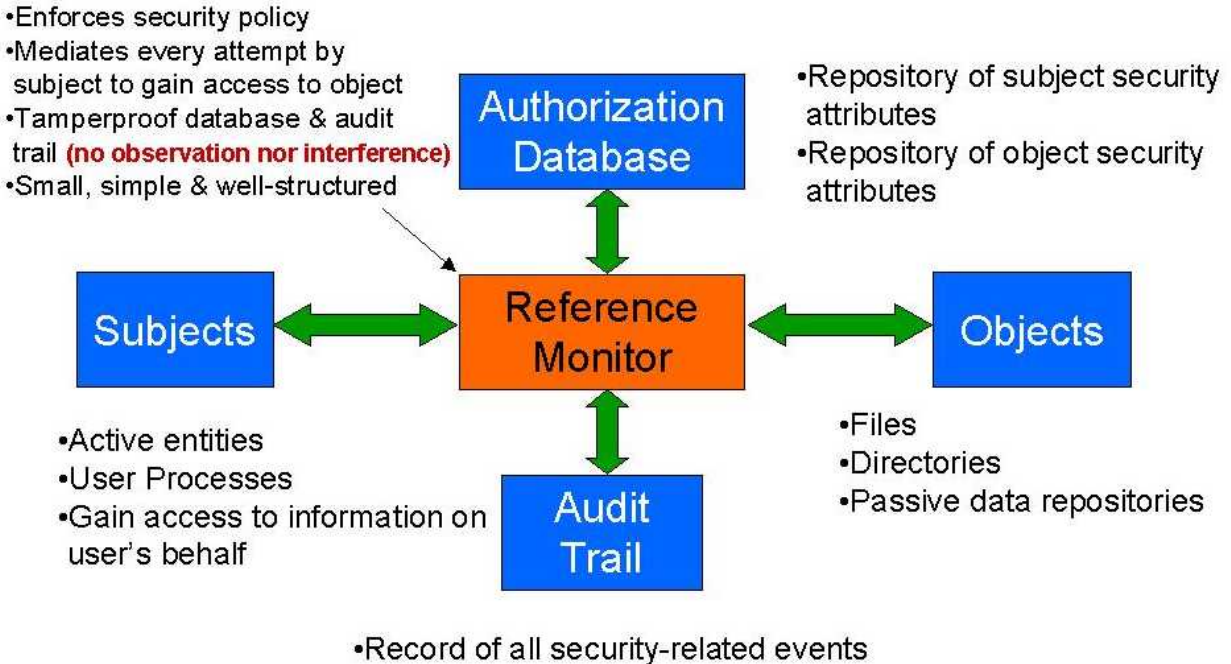 •Enforces security policy
•Mediates every attempt by
subject to gain access to object
•Tamperproof database & audit
trail (no observation nor interference)
•Small, simple & well-structured
Authorization
Database
•Repository of subject security
attributes
•Repository of object security
attributes
Subjects
Reference
Monitor
Objects
•Active entities
•User Processes
•Gain access to information on
user's behalf
Audit
Trail
•Files
•Directories
•Passive data repositories
•Record of all security-related events